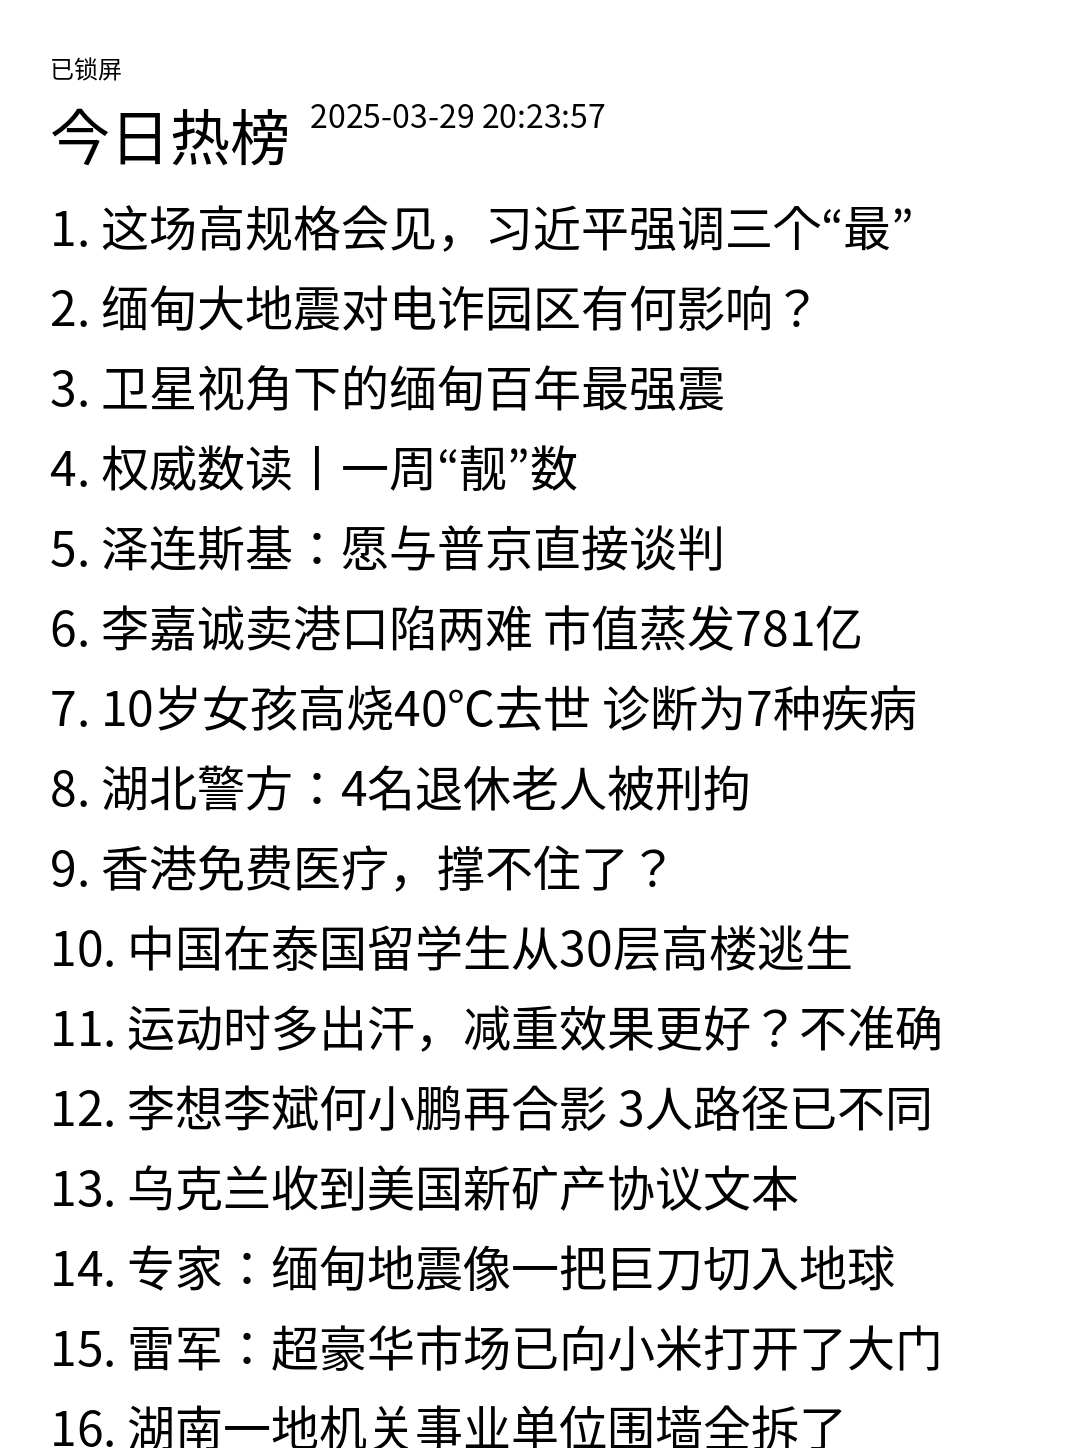 已锁屏
今日热榜 2025-03-29 20:23:57
1. 这场高规格会见，习近平强调三个“最”
2. 缅甸大地震对电诈园区有何影响？
3. 卫星视角下的缅甸百年最强震
4. 权威数读丨一周“靓”数
5. 泽连斯基：愿与普京直接谈判
6. 李嘉诚卖港口陷两难 市值蒸发781亿
7. 10岁女孩高烧40℃去世 诊断为7种疾病
8. 湖北警方：4名退休老人被刑拘
9. 香港免费医疗，撑不住了？
10. 中国在泰国留学生从30层高楼逃生
11. 运动时多出汗，减重效果更好？不准确
12. 李想李斌何小鹏再合影 3人路径已不同
13. 乌克兰收到美国新矿产协议文本
14. 专家：缅甸地震像一把巨刀切入地球
15. 雷军：超豪华市场已向小米打开了大门
16. 湖南一地机关事业单位围墙全拆了